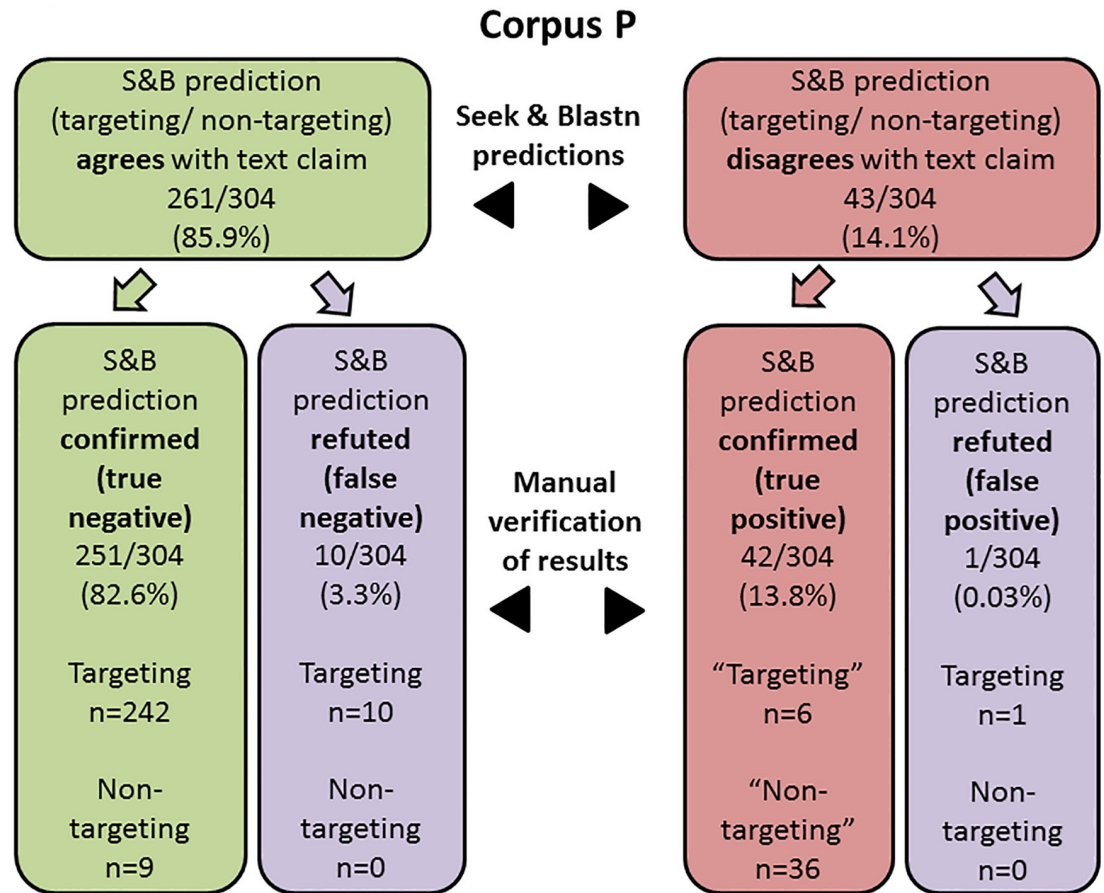 Corpus P
S&B prediction
(targeting/ non-targeting)
agrees with text claim
261/304
(85.9%)
Seek & Blastn
predictions
S&B prediction
(targeting/ non-targeting)
disagrees with text claim
43/304
(14.1%)
S&B
prediction
confirmed
(true
negative)
251/304
(82.6%)
Targeting
n=242
Non-
targeting
n=9
S&B
prediction
refuted
(false
negative)
10/304
(3.3%)
Targeting
n=10
Non-
targeting
n=0
Manual
verification
of results
S&B
prediction
confirmed
(true
positive)
42/304
(13.8%)
“Targeting”
n=6
“Non-
targeting”
n=36
S&B
prediction
refuted
(false
positive)
1/304
(0.03%)
Targeting
n=1
Non-
targeting
n=0